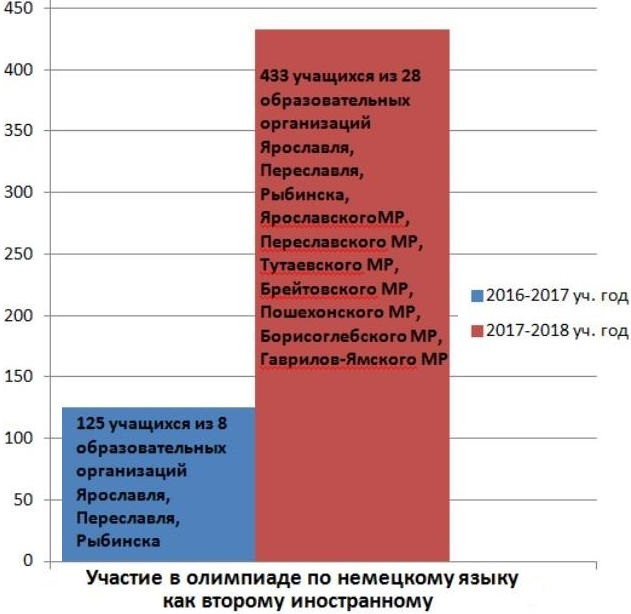 450
400
350
300
250
200
150
100
50
0
433 учащихся из 28
образовательных
организаций
Ярославля,
Переславля,
Рыбинска,
ЯрославскогоМР,
Переславского МР,
Тутаевского МР,
Брейтовского МР,
Пошехонского МР,
Борисоглебского МР,
Гаврилов-Ямского МР
125 учащихся из 8
образовательных
организаций
Ярославля,
Переславля,
Рыбинска
2016-2017 уч. год
2017-2018 уч. год
Участие в олимпиаде по немецкому языку
как второму иностранному